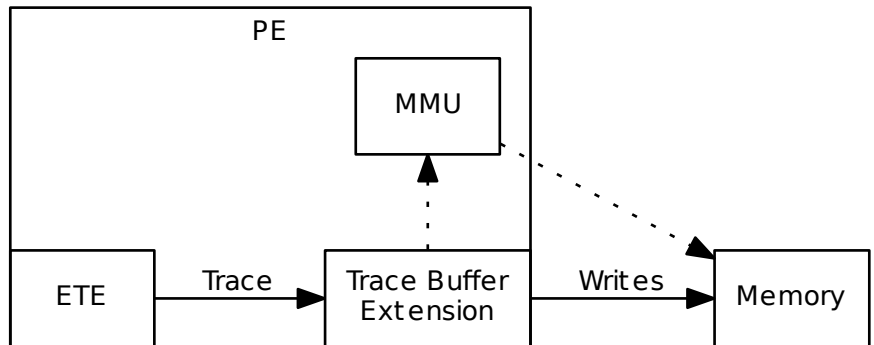 PE
MMU
ETE
Trace
Trace Buffer
Extension
Writes
Memory